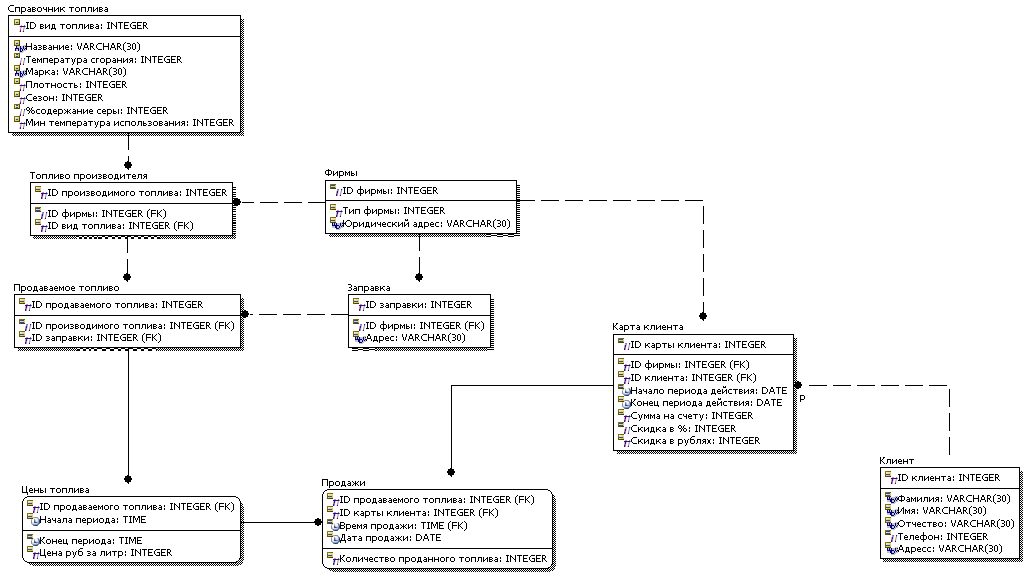 Справочник топлива
ID вид топлива: INTEGER
Название: VARCHAR(30)
Температура сгорания: INTEGER
Марка: VARCHAR(30)
Плотность: INTEGER
Сезон: INTEGER
%содержание серы: INTEGER
Мин температура использования: INTEGER
Топливо производителя
ID производимого топлива: INTEGER
ID фирмы: INTEGER (FK)
ID вид топлива: INTEGER (FK)
Фирмы
ID фирмы: INTEGER
Тип фирмы: INTEGER
Юридический адрес: VARCHAR(30)
Продаваемое топливо
ID продаваемого топлива: INTEGER
ID производимого топлива: INTEGER (FK)
ID заправки: INTEGER (FK)
Заправка
ID заправки: INTEGER
ID фирмы: INTEGER (FK)
Адрес: VARCHAR(30)
Карта клиента
ID карты клиента: INTEGER
ID фирмы: INTEGER (FK)
ID клиента: INTEGER (FK)
Начало периода действия: DATE
Конец периода действия: DATE
Сумма на счету: INTEGER
Скидка в %: INTEGER
Скидка в рублях: INTEGER
P
Клиент
ID клиента: INTEGER
Фамилия: VARCHAR(30)
Имя: VARCHAR(30)
Отчество: VARCHAR(30)
Телефон: INTEGER
Адресс: VARCHAR(30)
Цены топлива
ID продаваемого топлива: INTEGER (FK)
Начала периода: TIME
Конец периода: TIME
Цена руб за литр: INTEGER
Продажи
ID продаваемого топлива: INTEGER (FK)
ID карты клиента: INTEGER (FK)
Время продажи: TIME (FK)
Дата продажи: DATE
Количество проданного топлива: INTEGER